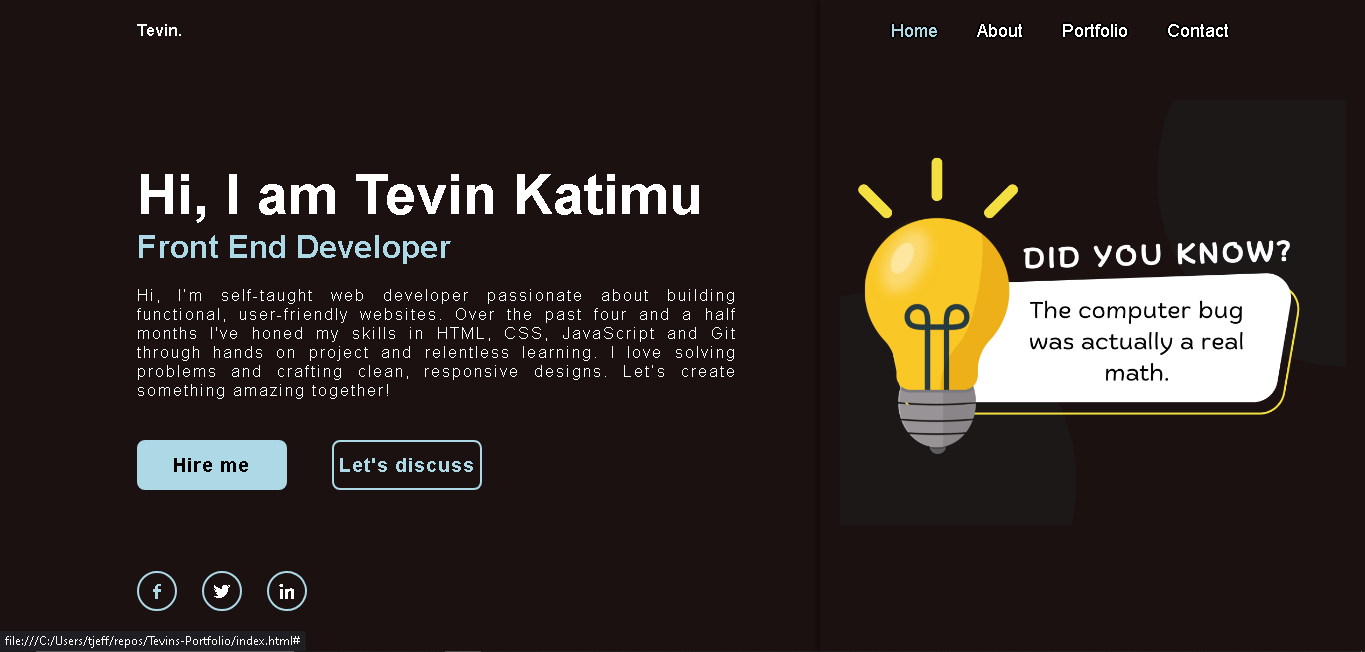 Tevin.
Home About Portfolio Contact
Hi, I am Tevin Katimu
Front End Developer
Hi, I'm self-taught web developer passionate about building
functional, user-friendly websites. Over the past four and a half
months I've honed my skills in HTML, CSS, JavaScript and Git
through hands on project and relentless learning. I love solving
problems and crafting clean, responsive designs. Let's create
something amazing together!
Hire me
Let's discuss
DID YOU KNOW?
The computer bug
was actually a real
math.
f
in
file:///C:/Users/tjeff/repos/Tevins-Portfolio/index.html#